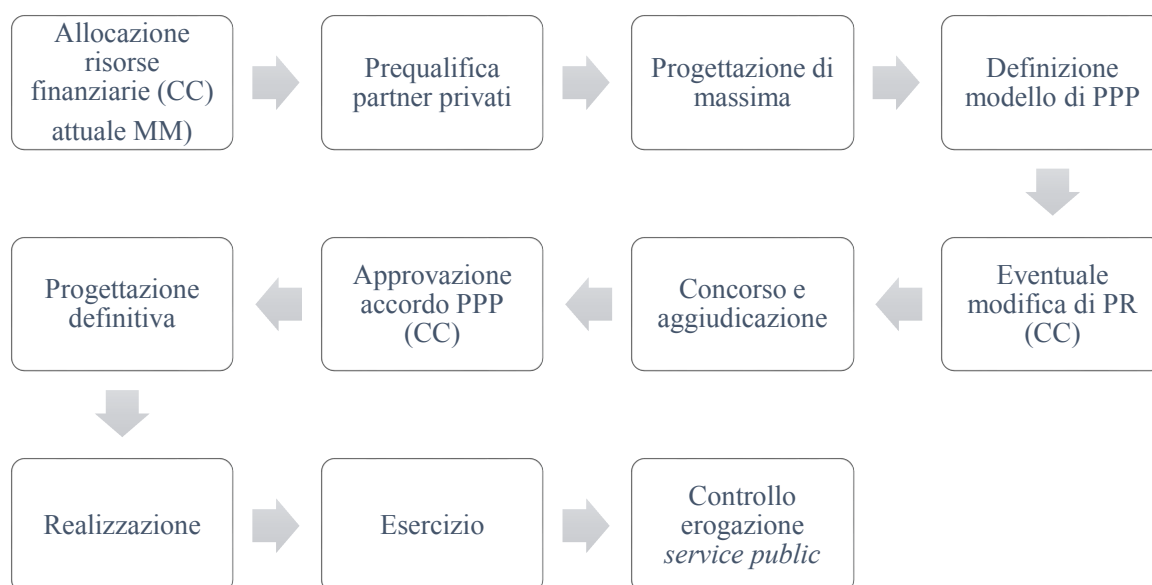 Allocazione
risorse
finanziarie (CC)
attuale MM)
Prequalifica
partner privati
Progettazione di
massima
Definizione
modello di PPP
Eventuale
modifica di PR
(CC)
Concorso e
aggiudicazione
Approvazione
accordo PPP
(CC)
Progettazione
definitiva
Realizzazione
Esercizio
Controllo
erogazione
service public